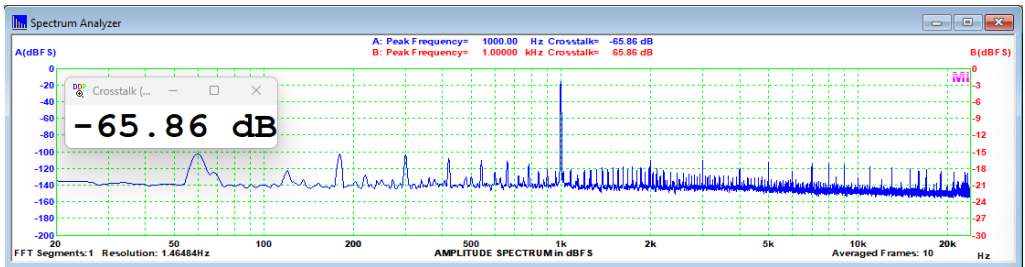 Spectrum Analyzer
A: Peak Frequency= 1000.00 Hz Crosstalk= -65.86 dB
B: Peak Frequency= 1.00000 kHz Crosstalk= 65.86 dB
A(dBFS) B(dBFS)
0 0
MI
-20 -3
-40 -6
-60 -9
-80 -12
-100 -15
-120 -18
-140 -21
-160 -24
-180 -27
-200 -30
DDP Crosstalk (...
-65.86 dB
20 50 100 200 500 1k 2k 5k 10k 20k
FFT Segments:1 Resolution: 1.46484Hz AMPLITUDE SPECTRUM in dBFS Averaged Frames: 10 Hz